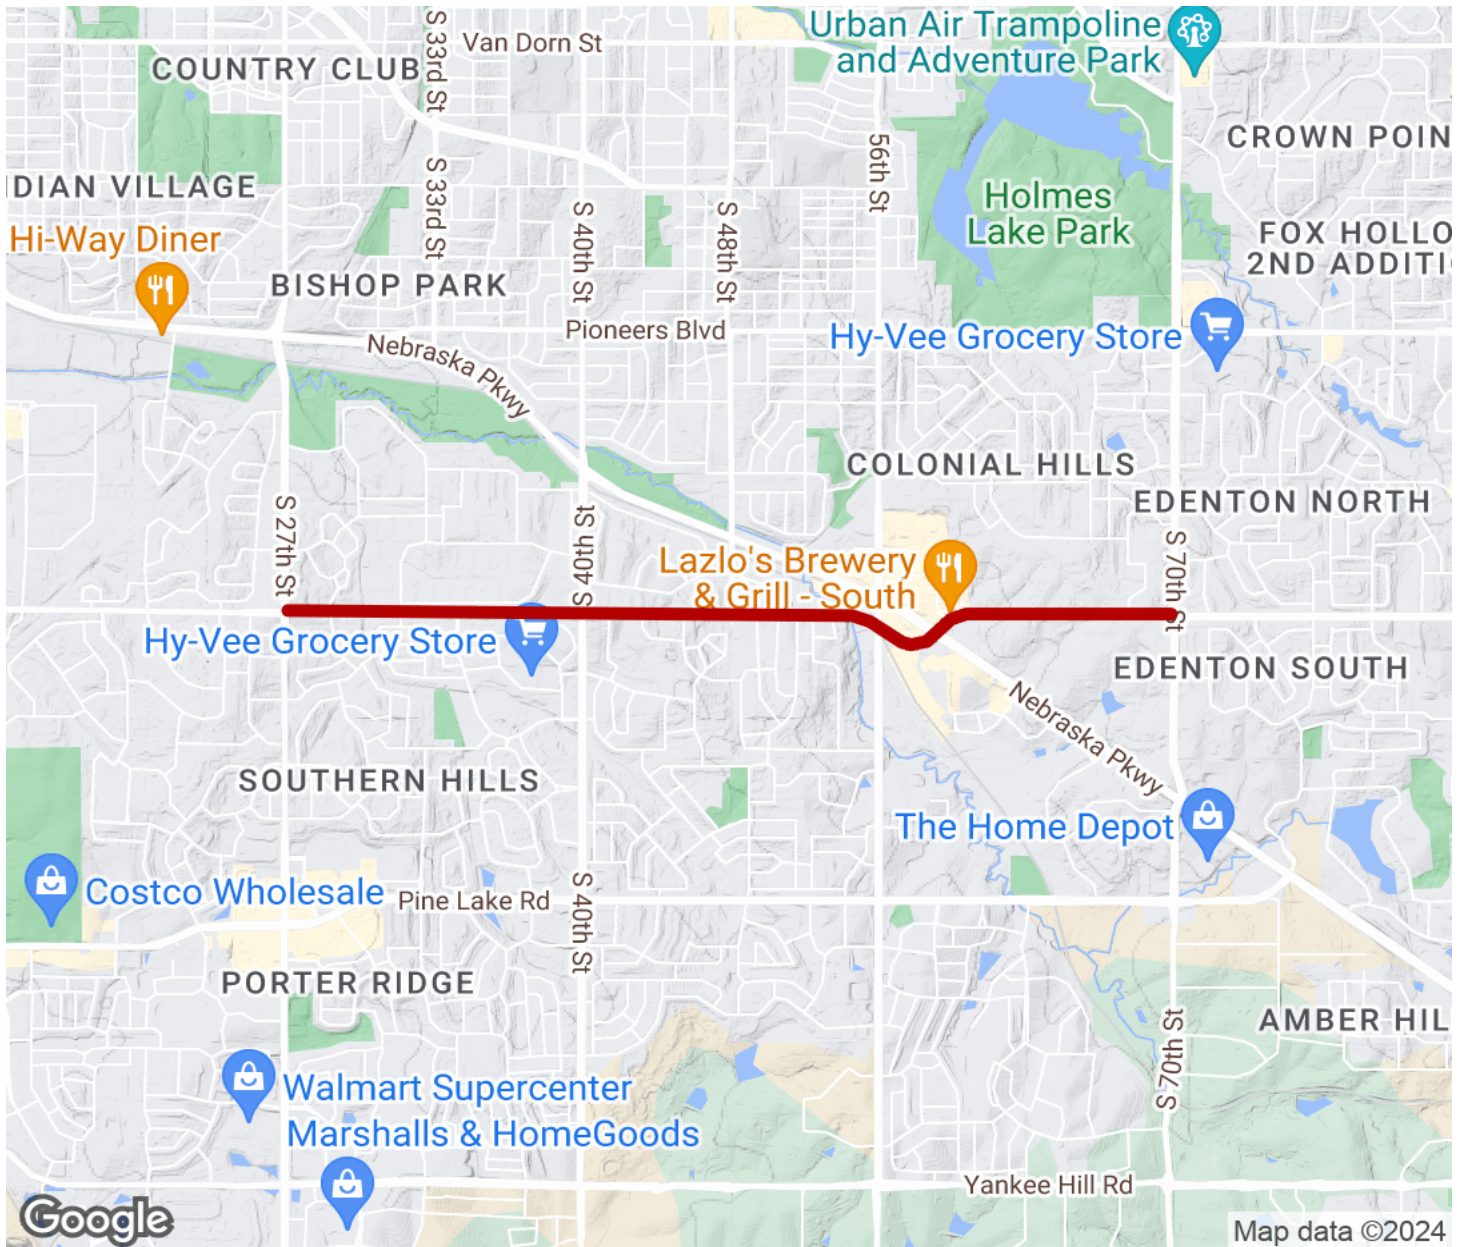 Urban Air Trampoline
and Adventure Park
S 33rd St
Van Dorn St
COUNTRY CLUB
CROWN POIN
56th St
IDIAN VILLAGE
S 33rd St
Holmes
Lake Park
S 40th St
S 48th St
Hi-Way Diner
FOX HOLLO
2ND ADDITI
BISHOP PARK
Pioneers Blvd
Hy-Vee Grocery Store
Nebraska Pkwy
COLONIAL HILLS
EDENTON NORTH
S 27th St
S 40th St
S 70th St
Lazlo's Brewery
& Grill - South
Hy-Vee Grocery Store
EDENTON SOUTH
Nebraska Pkwy
SOUTHERN HILLS
The Home Depot
Costco Wholesale
Pine Lake Rd
S 40th St
PORTER RIDGE
AMBER HIL
S 70th St
Walmart Supercenter
Marshalls & HomeGoods
Yankee Hill Rd
Google
Map data ©2024